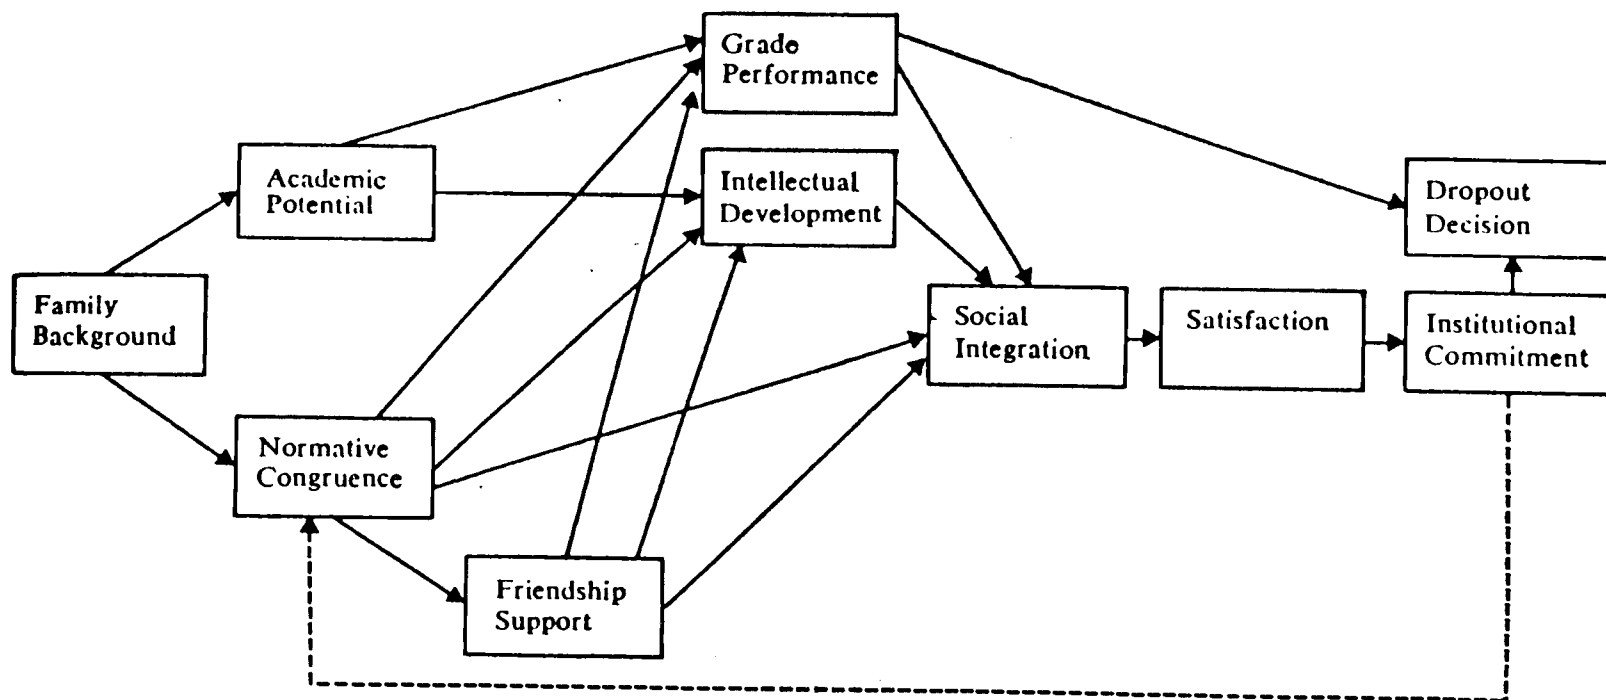 Grade
Performance
Academic
Potential
Intellectual
Development
Dropout
Decision
Family
Background
Social
Integration
Satisfaction
Institutional
Commitment
Normative
Congruence
Friendship
Support